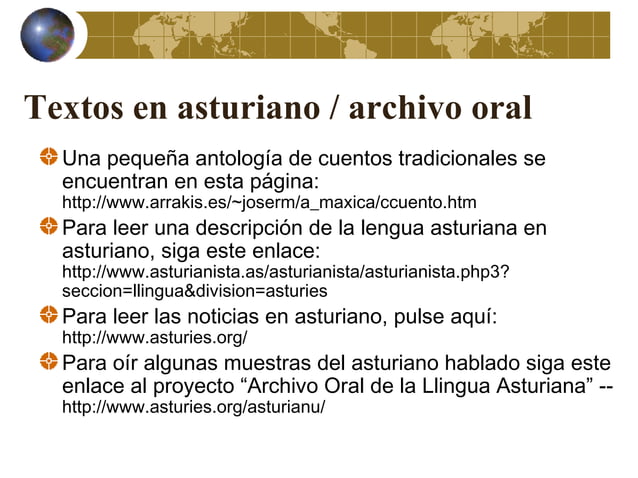 Textos en asturiano / archivo oral
Una pequeña antología de cuentos tradicionales se
encuentran en esta página:
http://www.arrakis.es/~joserm/a_maxica/ccuento.htm
Para leer una descripción de la lengua asturiana en
asturiano, siga este enlace:
http://www.asturianista.as/asturianista/asturianista.php3?
seccion=llingua&division=asturies
Para leer las noticias en asturiano, pulse aquí:
http://www.asturies.org/
Para oír algunas muestras del asturiano hablado siga este
enlace al proyecto “Archivo Oral de la Llingua Asturiana” --
http://www.asturies.org/asturianu/